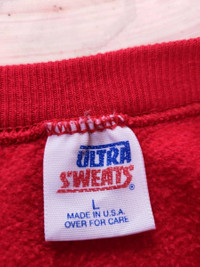 ULTRA
SWEATS®
L
MADE IN U.S.A.
OVER FOR CARE